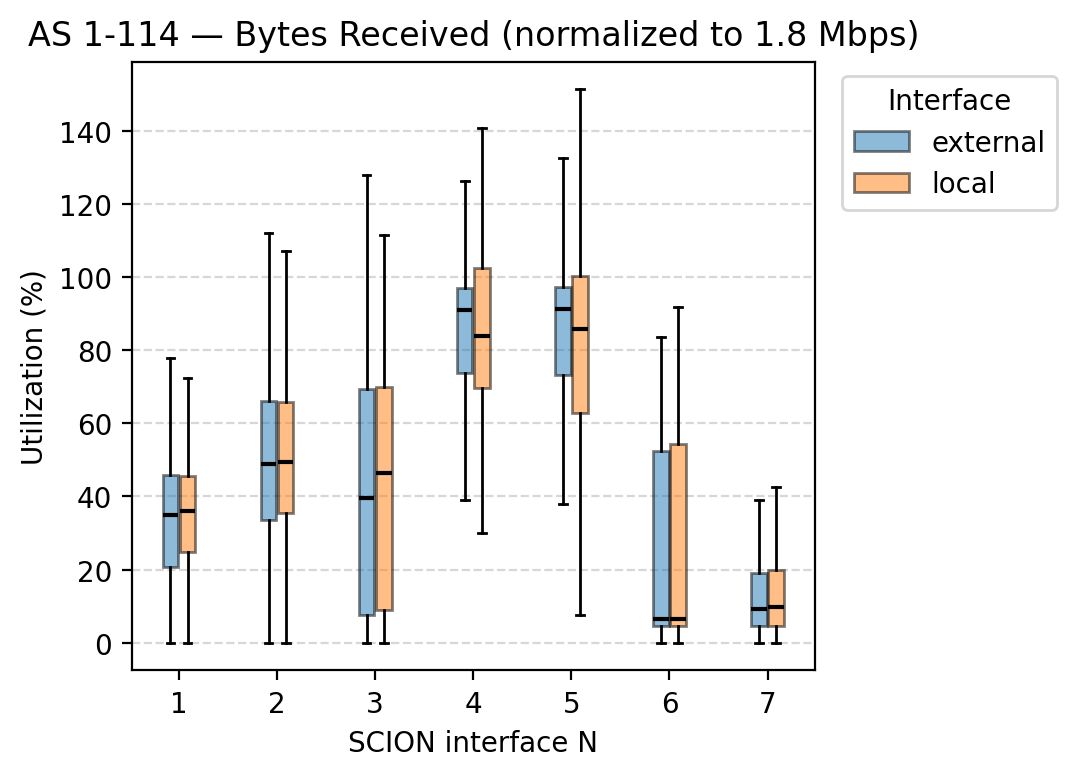 AS 1-114 — Bytes Received (normalized to 1.8 Mbps)
Utilization (%)
140
120
100
80
60
40
20
0
1 2 3 4 5 6 7
SCION interface N
Interface
external
local